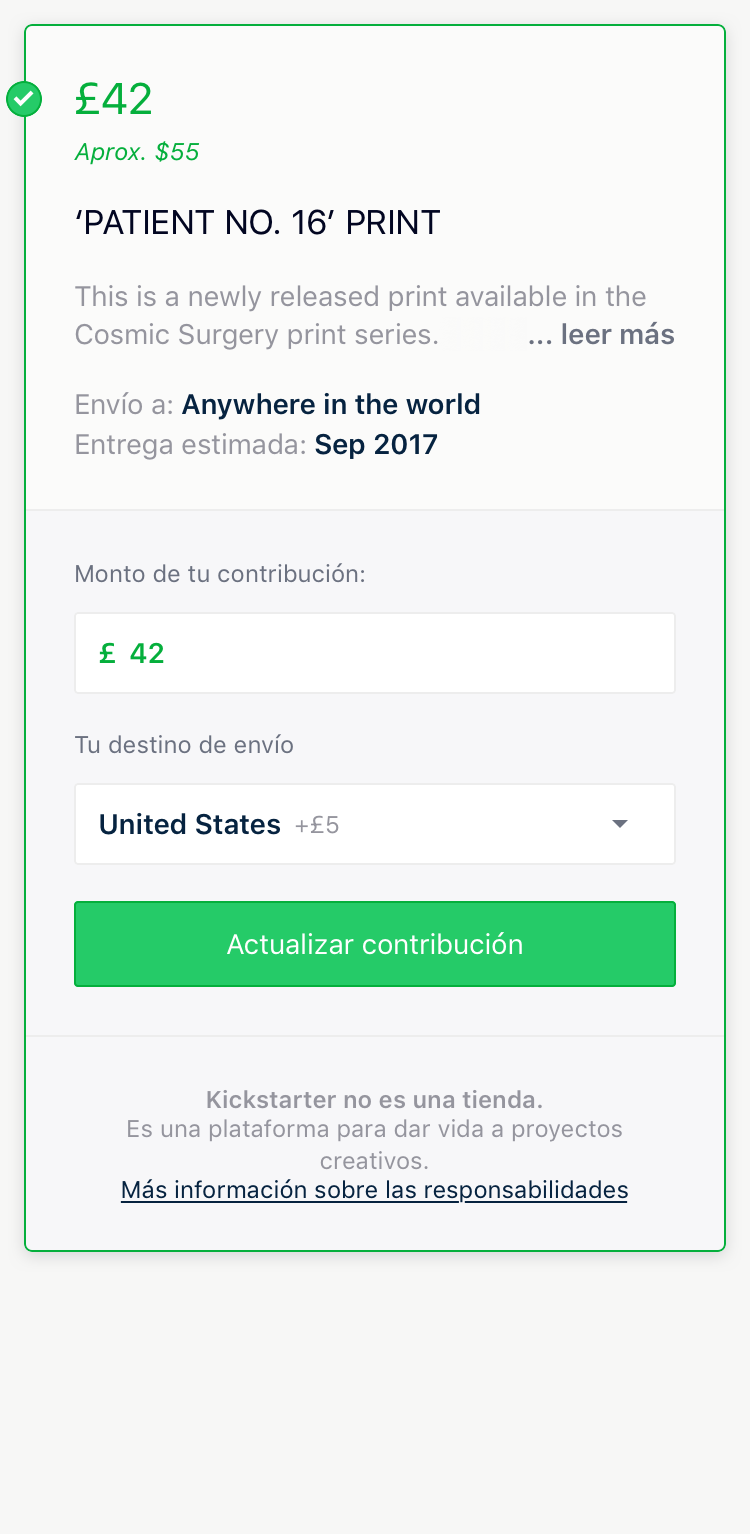 £42
Aprox. $55
‘PATIENT NO. 16’ PRINT
This is a newly released print available in the
Cosmic Surgery print series. ... leer más
Envío a: Anywhere in the world
Entrega estimada: Sep 2017
Monto de tu contribución:
£ 42
Tu destino de envío
United States +£5
Actualizar contribución
Kickstarter no es una tienda.
Es una plataforma para dar vida a proyectos
creativos.
Más información sobre las responsabilidades